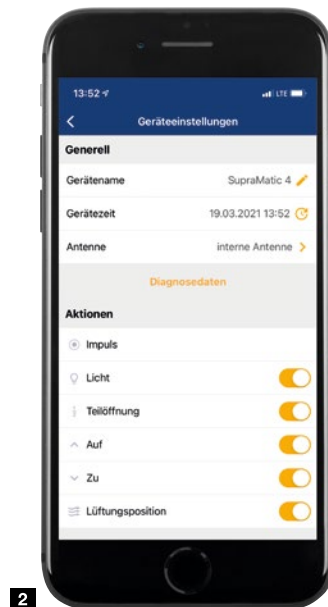 13:52 LTE
Geräteeinstellungen
Generell
Gerätename SupraMatic 4
Gerätezeit 19.03.2021 13:52
Antenne interne Antenne
Diagnosedaten
Aktionen
Impuls
Licht
Teilöffnung
Auf
Zu
Lüftungsposition
2